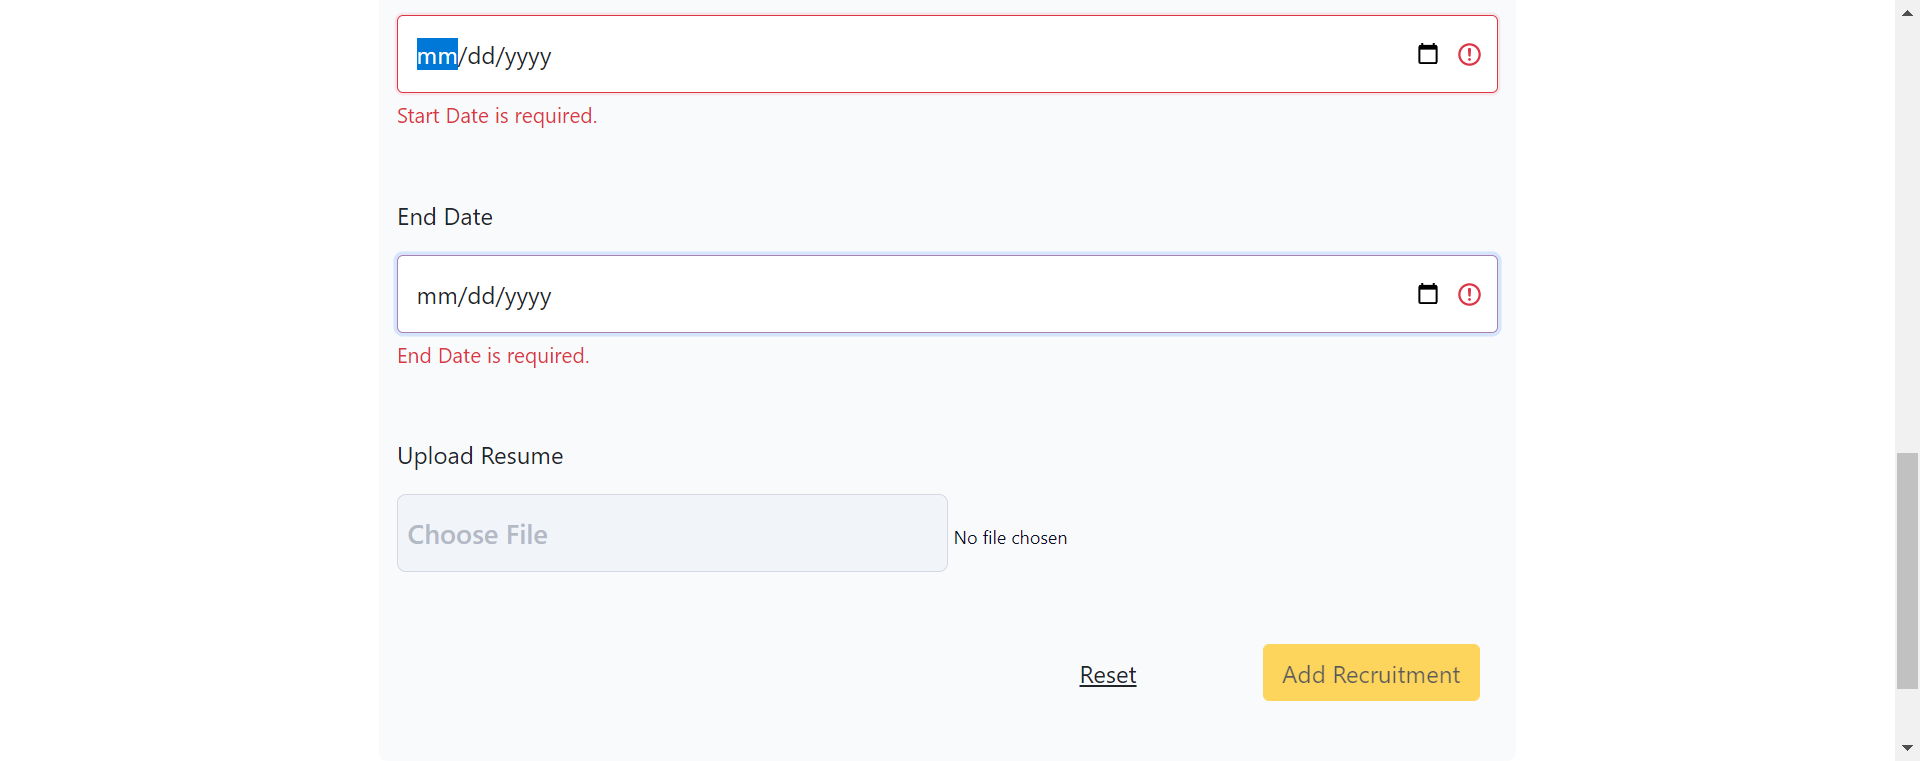 mm/dd/yyyy
Start Date is required.
End Date
mm/dd/yyyy
End Date is required.
Upload Resume
Choose File No file chosen
Reset Add Recruitment